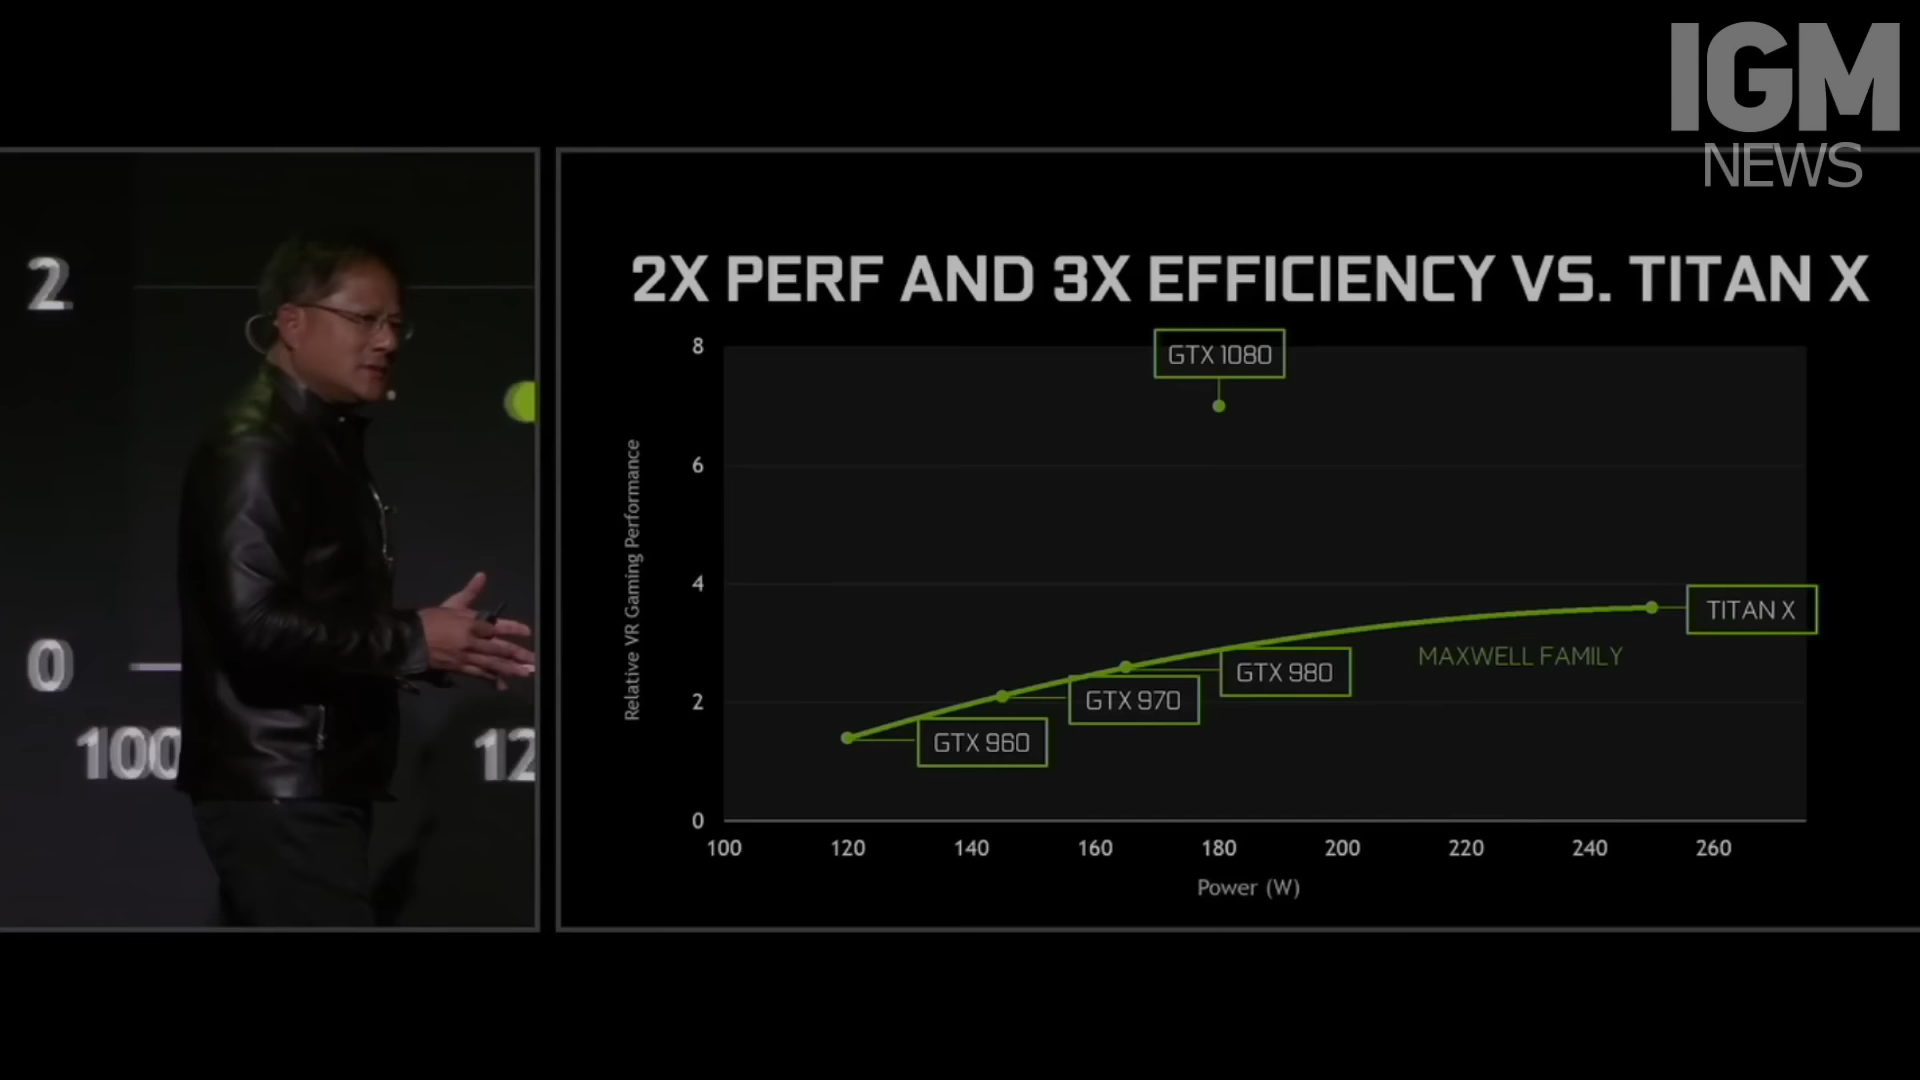 IGM
NEWS
2
0
100
12
2X PERF AND 3X EFFICIENCY VS. TITAN X
Relative VR Gaming Performance
8
6
4
2
0
GTX 1080
TITAN X
MAXWELL FAMILY
GTX 980
GTX 970
GTX 960
100 120 140 160 180 200 220 240 260
Power (W)